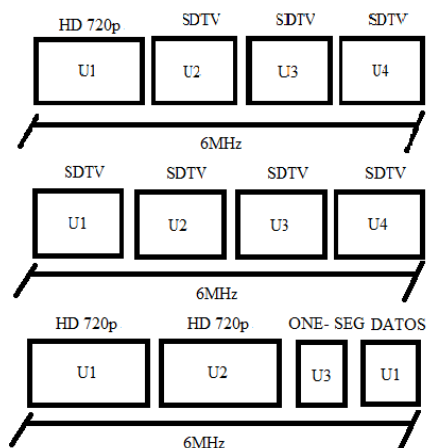 HD 720p SDTV SDTV SDTV
U1 U2 U3 U4
6MHz
SDTV SDTV SDTV SDTV
U1 U2 U3 U4
6MHz
HD 720p HD 720p ONE- SEG DATOS
U1 U2 U3 U1
6MHz